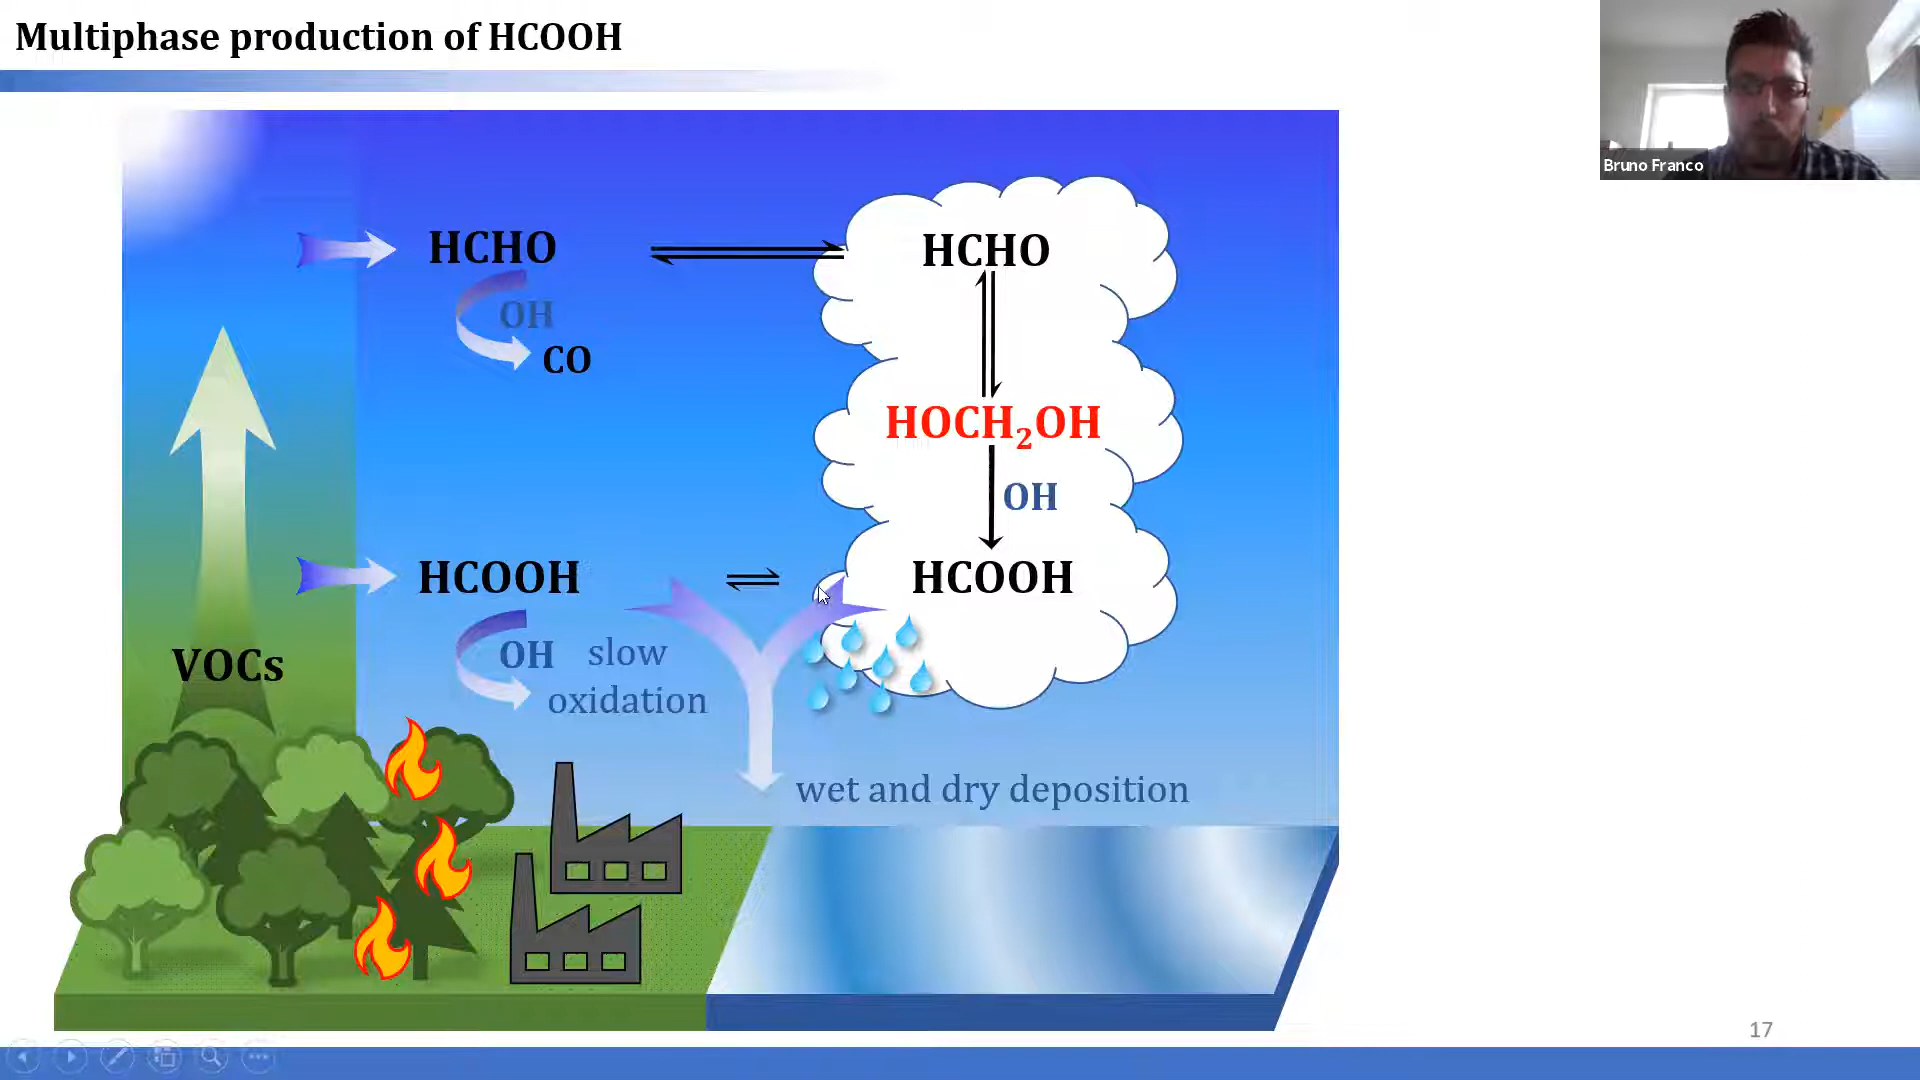 Multiphase production of HCOOH
Bruno Franco
HCHO
HCHO
OH
CO
HOCH₂OH
OH
HCOOH
HCOOH
OH slow
oxidation
VOCs
wet and dry deposition
17